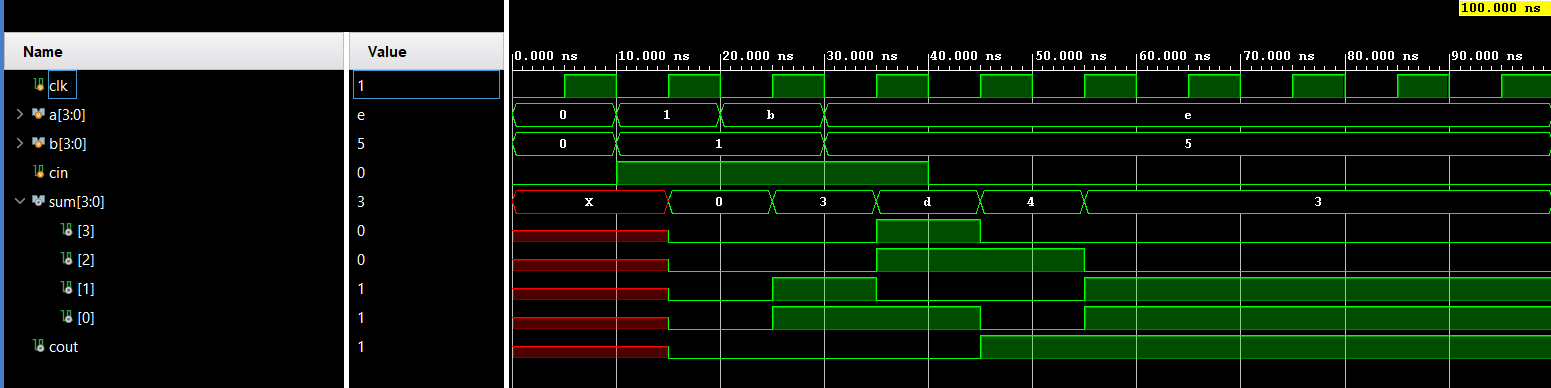 100.000 ns
Name Value
0.000 ns 10.000 ns 20.000 ns 30.000 ns 40.000 ns 50.000 ns 60.000 ns 70.000 ns 80.000 ns 90.000 ns
clk 1
a[3:0] e 0 1 b e
b[3:0] 5 0 1 5
cin 0
sum[3:0] 3 X 0 3 d 4 3
[3] 0
[2] 0
[1] 1
[0] 1
cout 1